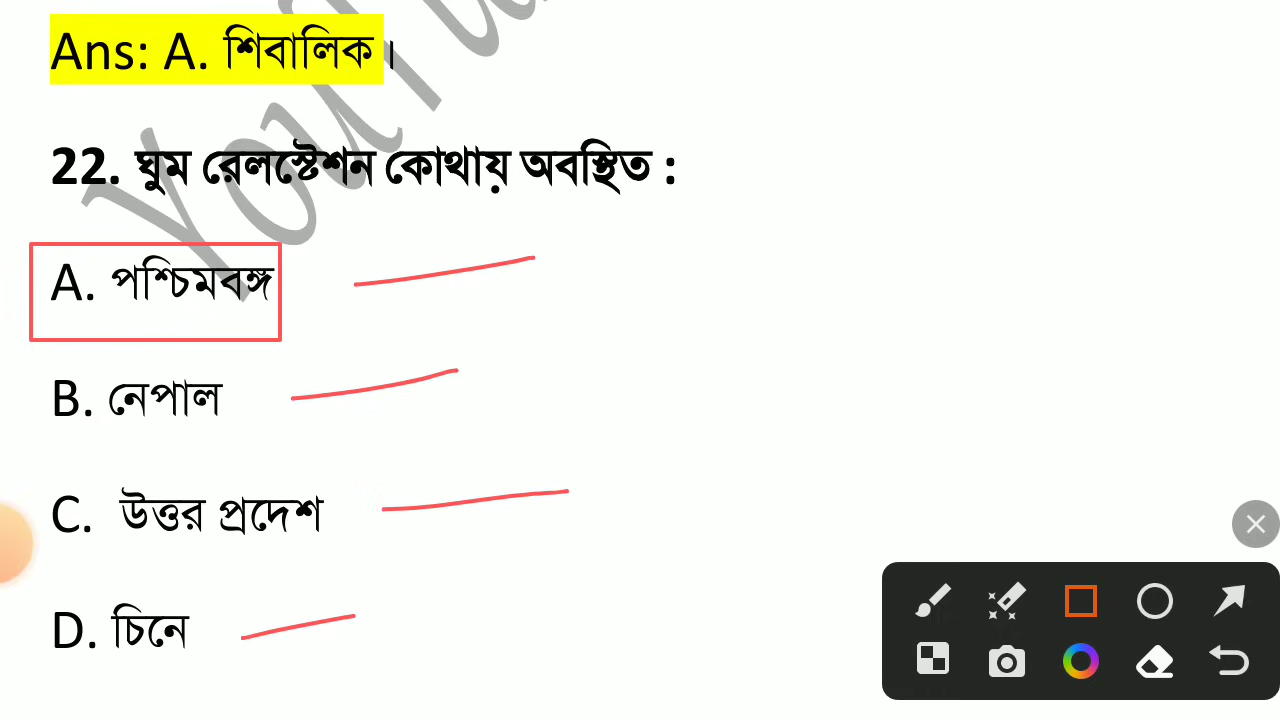 Ans: A. শিবালিক।
22. ঘুম রেলস্টেশন কোথায় অবস্থিত :
A. পশ্চিমবঙ্গ
B. নেপাল
C. উত্তর প্রদেশ
D. চিনে